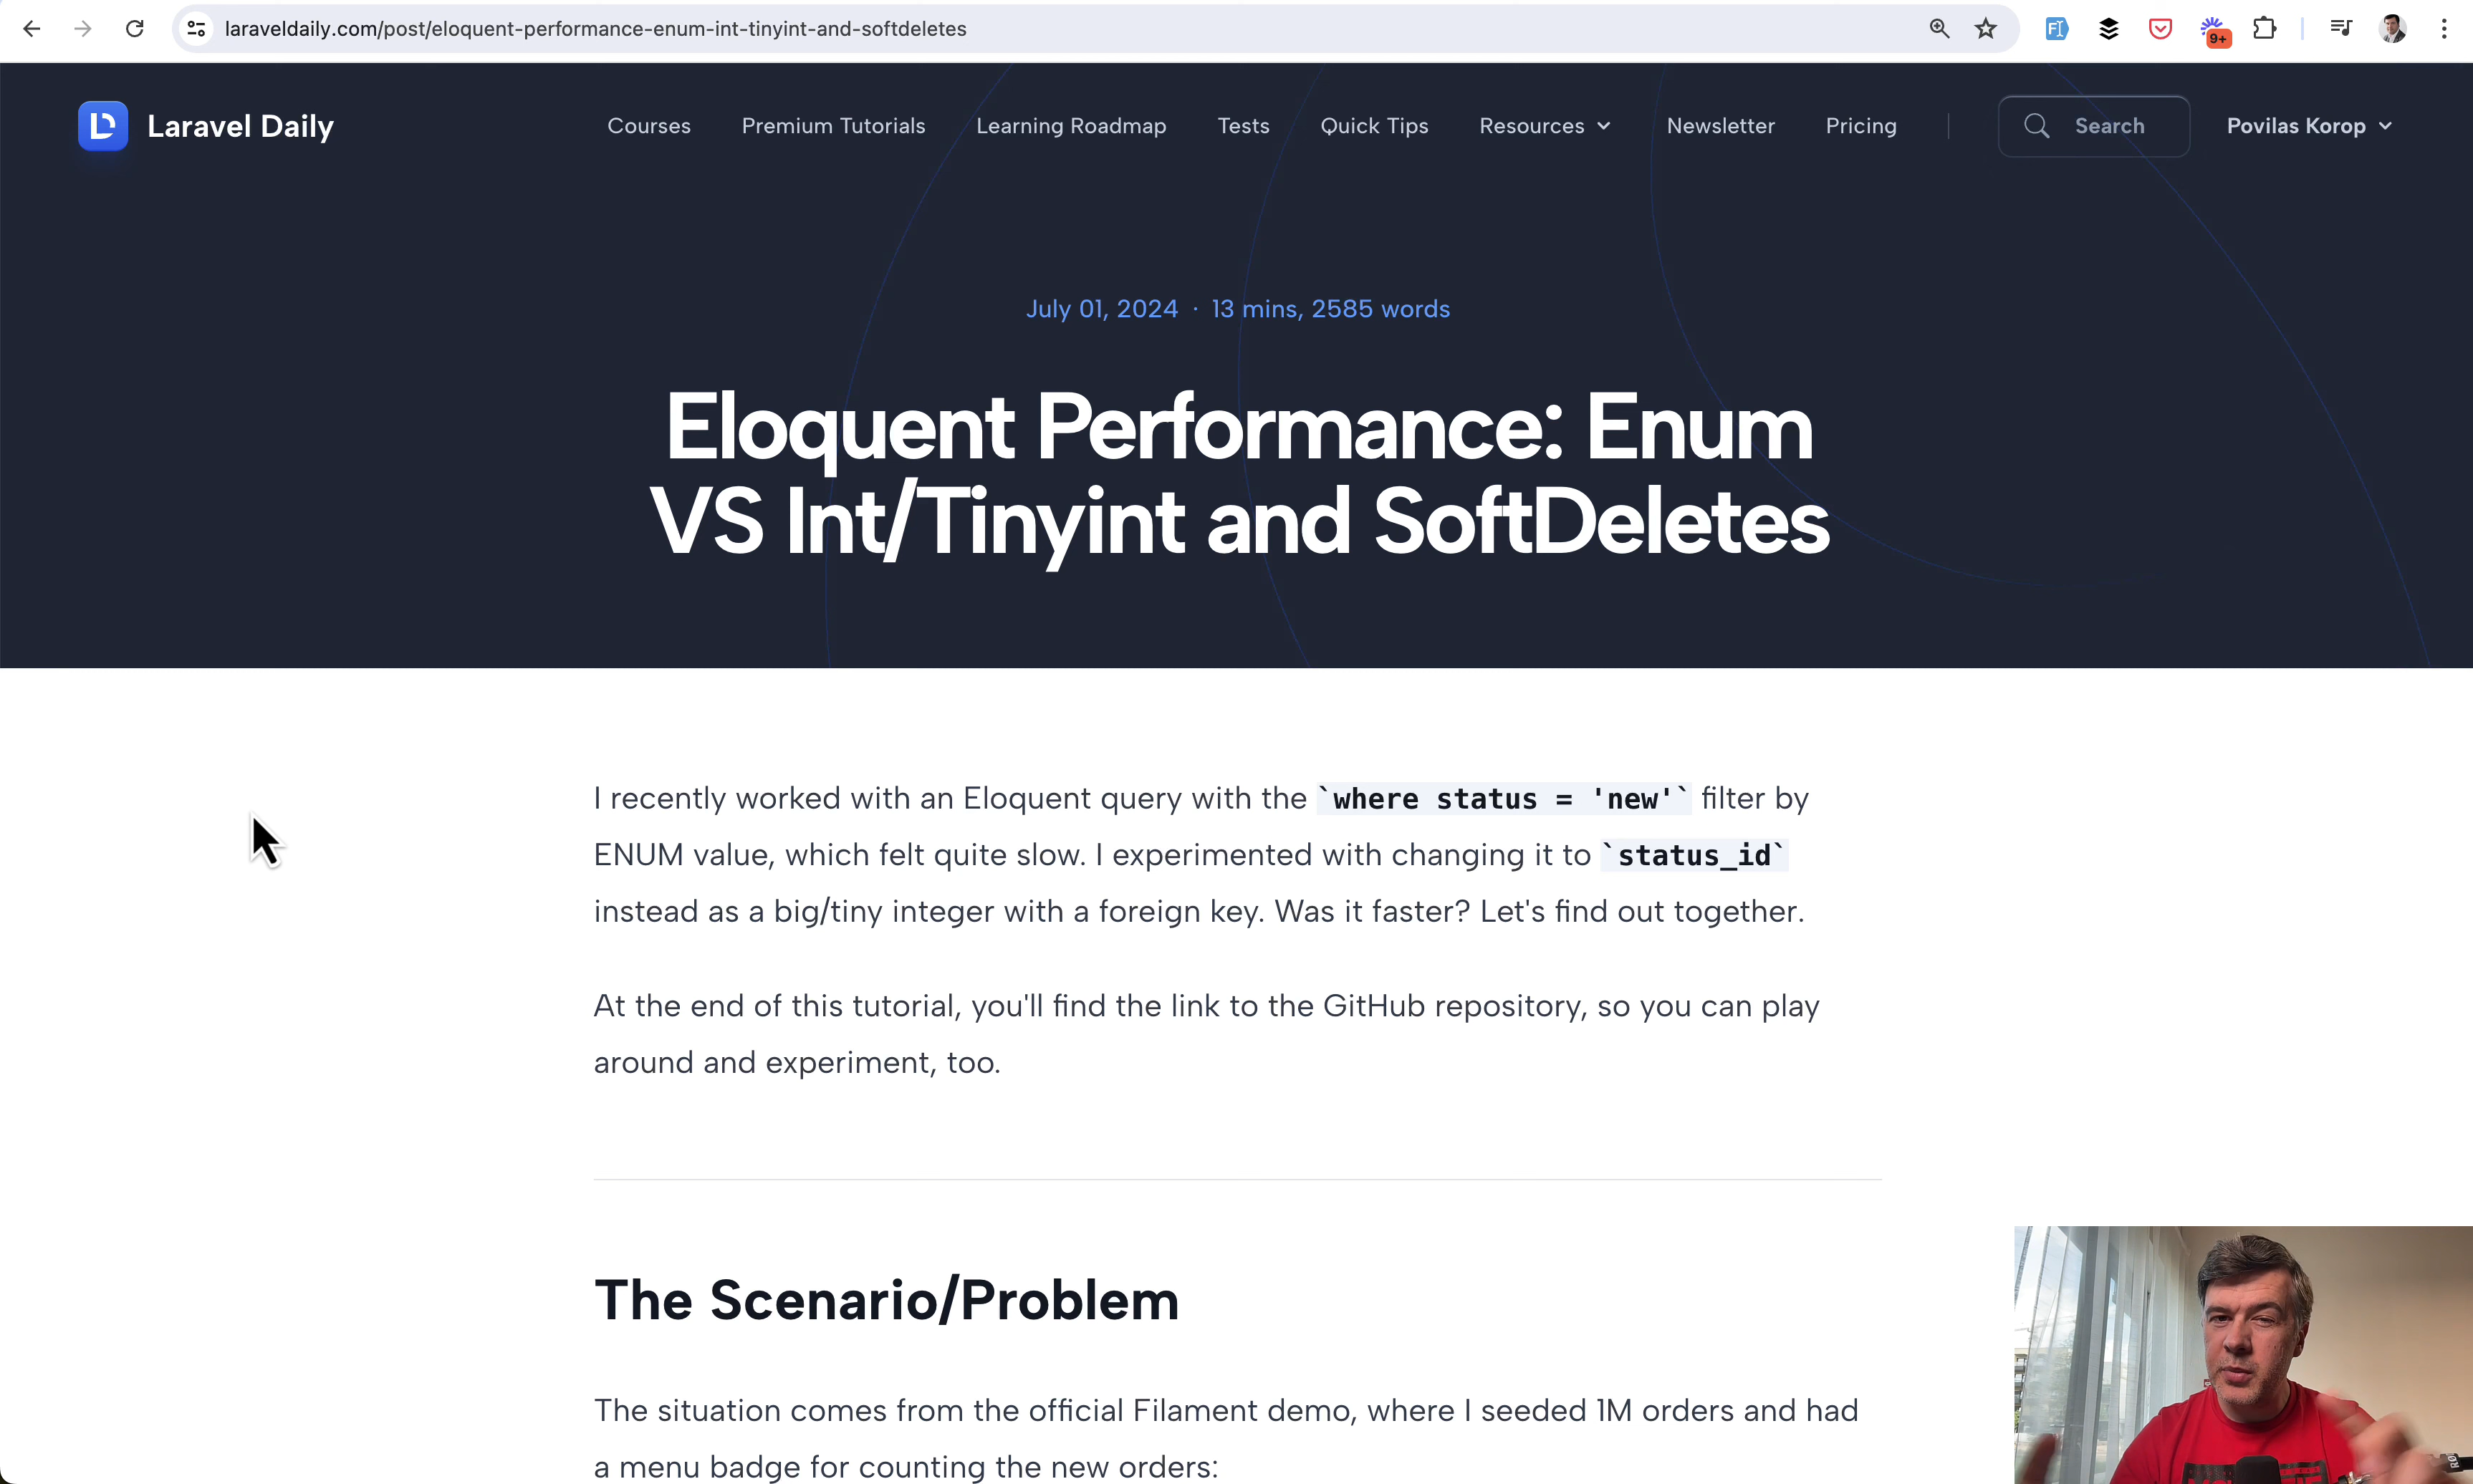 laraveldaily.com/post/eloquent-performance-enum-int-tinyint-and-softdeletes
9+
Laravel Daily
Courses
Premium Tutorials
Learning Roadmap
Tests
Quick Tips
Resources
Newsletter
Pricing
Search
Povilas Korop
July 01, 2024 · 13 mins, 2585 words
Eloquent Performance: Enum
VS Int/Tinyint and SoftDeletes
I recently worked with an Eloquent query with the `where status = 'new'` filter by
ENUM value, which felt quite slow. I experimented with changing it to `status_id`
instead as a big/tiny integer with a foreign key. Was it faster? Let's find out together.
At the end of this tutorial, you'll find the link to the GitHub repository, so you can play
around and experiment, too.
The Scenario/Problem
The situation comes from the official Filament demo, where I seeded 1M orders and had
a menu badge for counting the new orders: